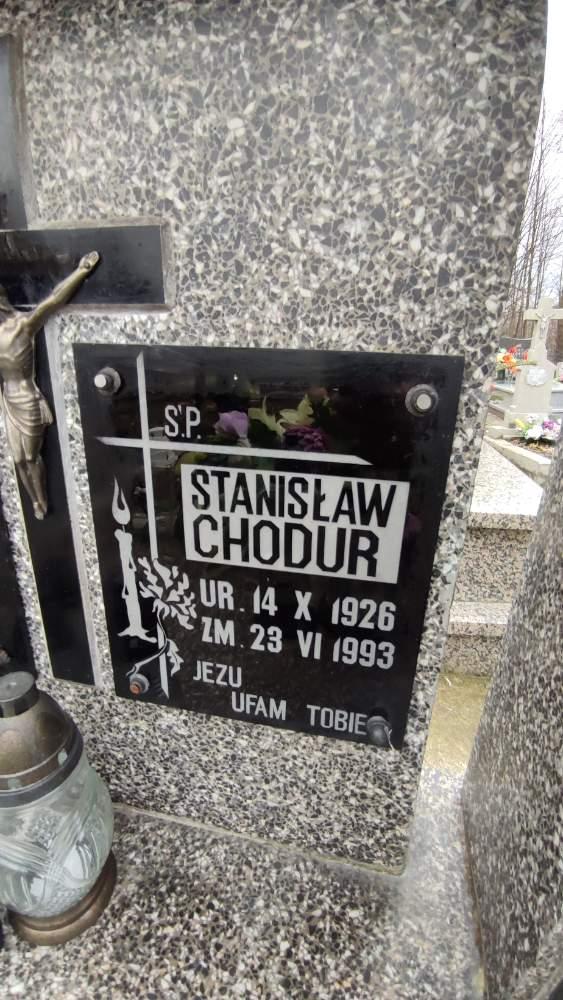 Ś.P.
STANISŁAW
CHODUR
UR. 14 X 1926
ZM. 23 VI 1993
JEZU
UFAM TOBIE